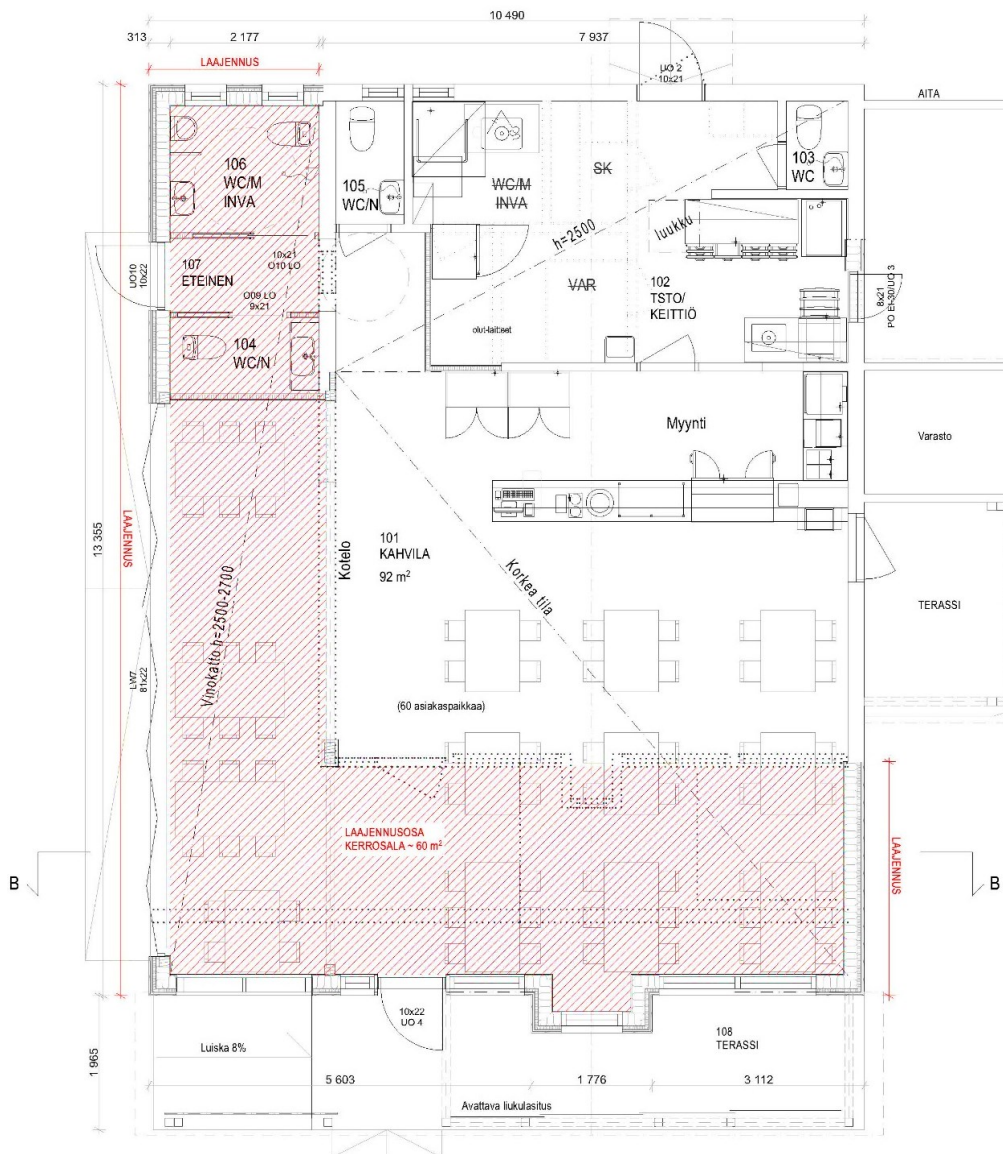 10 490
313
2 177
7 937
LAAJENNUS
UO 2
10x21
AITA
106
WC/M
INVA
105
WC/N
WC/M
INVA
SK
103
WC
h=2500
luukku
107
ETEINEN
10x21
O10 LO
UO10
10x22
O09 LO
9x21
VAR
102
TSTO/
KEITTIÖ
8x21
PO EI-30/UO 3
olut-laitteet
104
WC/N
Myynti
Varasto
13 355
LAAJENNUS
101
KAHVILA
92 m²
Kotelo
Korkea tila
TERASSI
Vinokatto h=2500-2700
LW7
81x22
(60 asiakaspaikkaa)
LAAJENNUSOSA
KERROSALA ~ 60 m²
LAAJENNUS
B
B
10x22
UO 4
108
TERASSI
1 965
Luiska 8%
5 603
1 776
3 112
Avattava liukulasitus